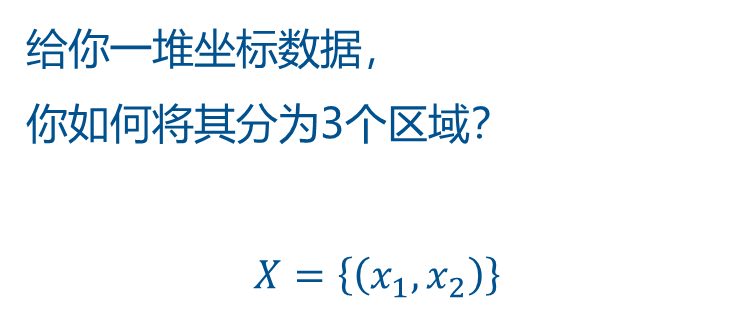 给你一堆坐标数据，
你如何将其分为3个区域？
X = {(x₁, x₂)}